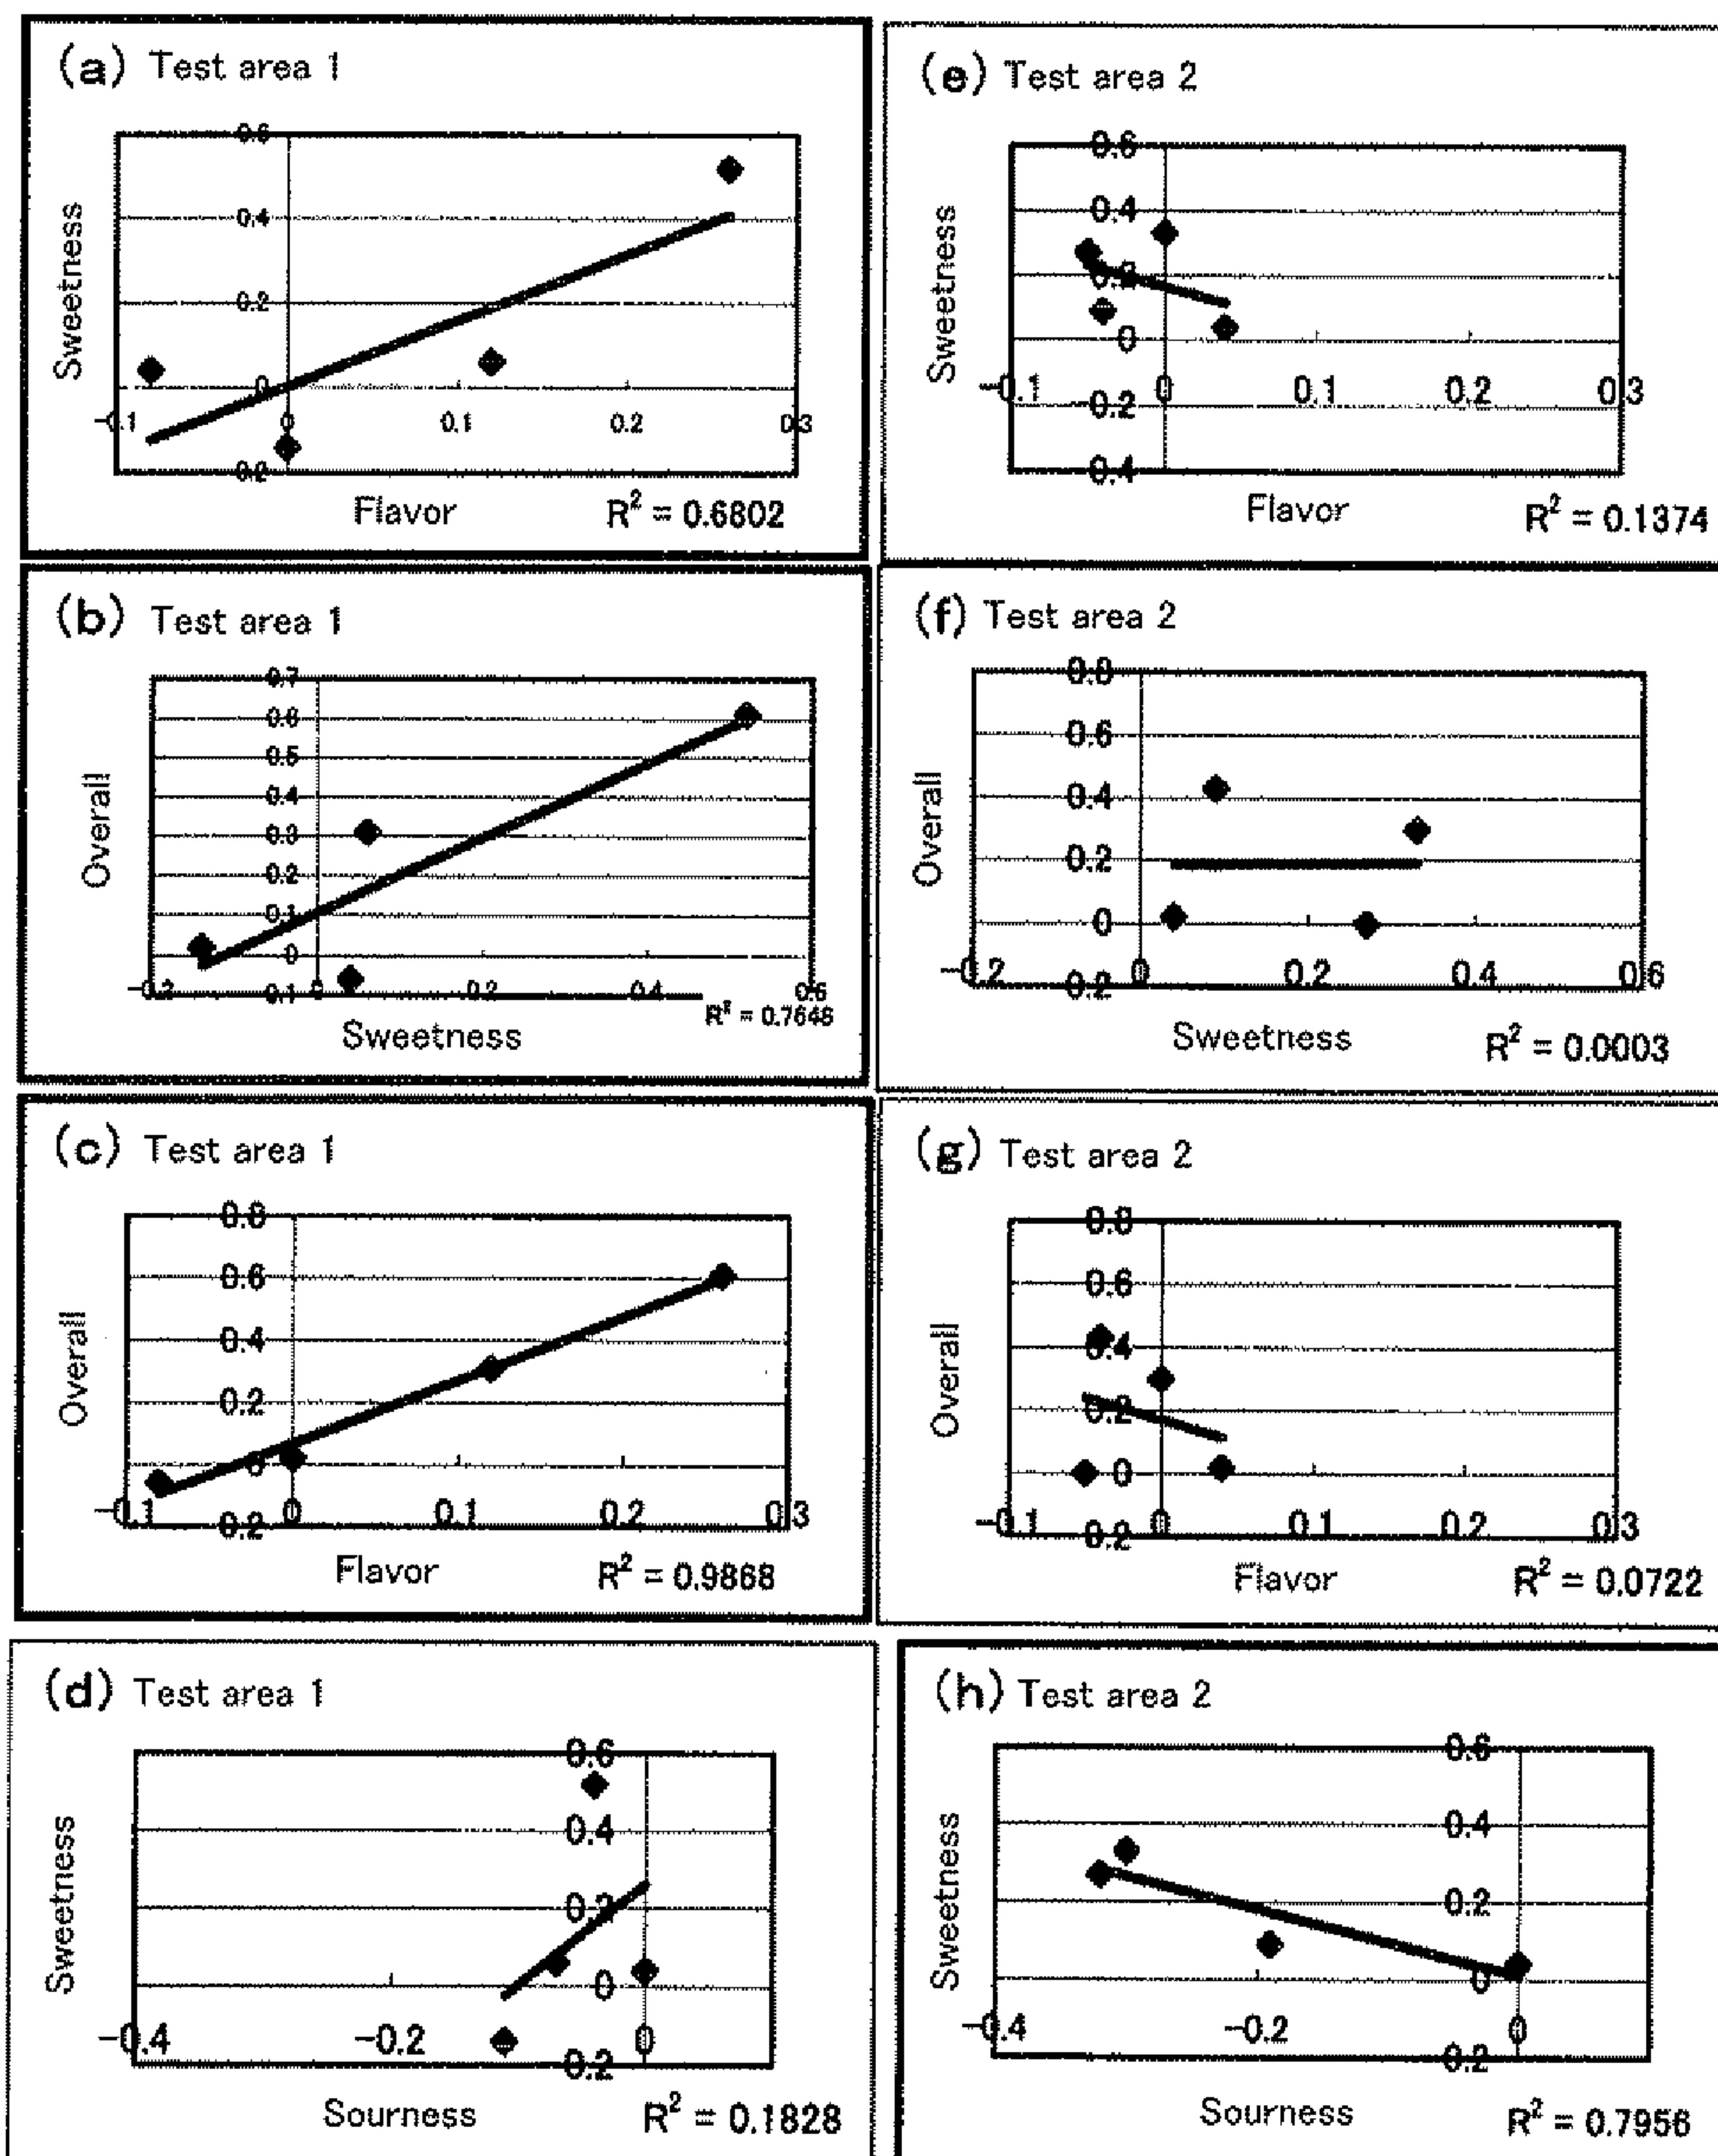 (a) Test area 1
0.6
0.4
0.2
0
-0.1 0 0.1 0.2 0.3
0.2
Sweetness
Flavor
R² = 0.6802
(e) Test area 2
0.6
0.4
0.2
0
-0.1 0 0.1 0.2 0.3
-0.2
0.4
Sweetness
Flavor
R² = 0.1374
(b) Test area 1
0.7
0.6
0.5
0.4
0.3
0.2
0.1
0
-0.2 0 0.2 0.4 0.6
0.1
Overall
Sweetness
R² = 0.7648
(f) Test area 2
0.8
0.6
0.4
0.2
0
-0.2 0 0.2 0.4 0.6
0.2
Overall
Sweetness
R² = 0.0003
(c) Test area 1
0.8
0.6
0.4
0.2
0
-0.1 0 0.1 0.2 0.3
0.2
Overall
Flavor
R² = 0.9868
(g) Test area 2
0.8
0.6
0.4
0.2
0
-0.1 0 0.1 0.2 0.3
0.2
Overall
Flavor
R² = 0.0722
(d) Test area 1
0.6
0.4
0.2
0
-0.4 -0.2 0
0.2
Sweetness
Sourness
R² = 0.1828
(h) Test area 2
0.6
0.4
0.2
0
-0.4 -0.2 0
0.2
Sweetness
Sourness
R² = 0.7956